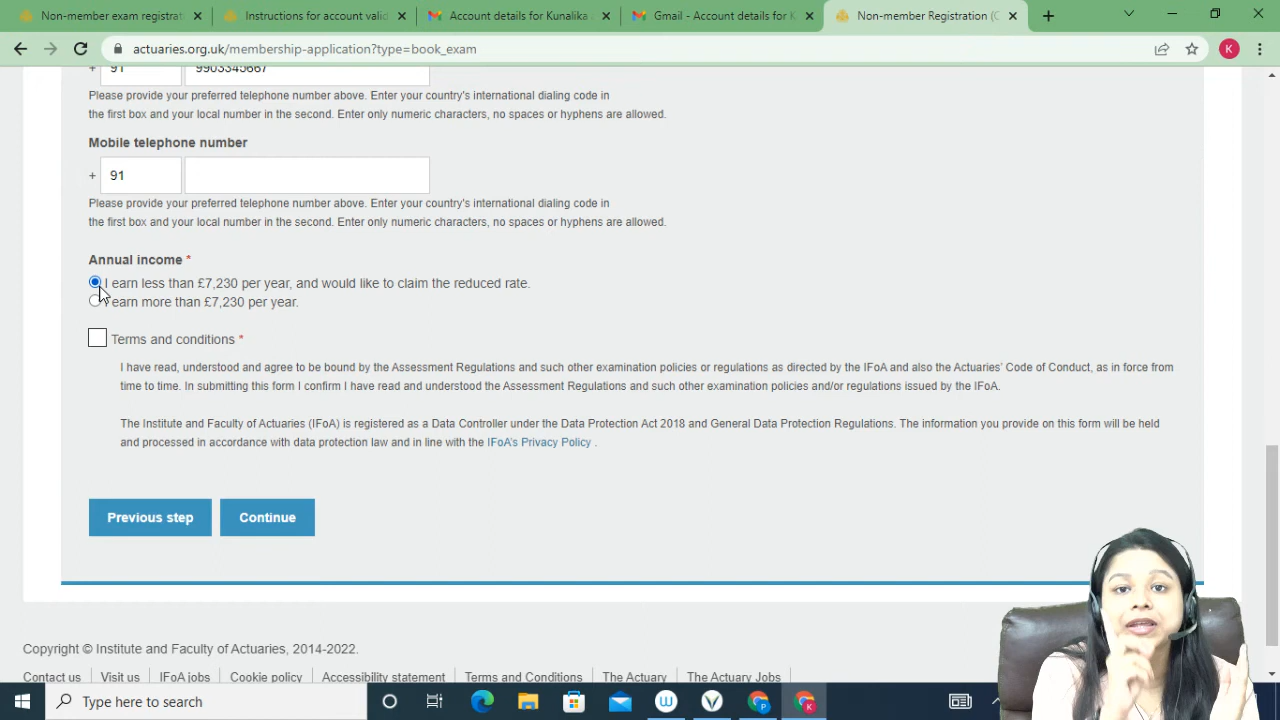 Non-member exam registrati
Instructions for account valid
Account details for Kunalika
Gmail - Account details for K
Non-member Registration (C
actuaries.org.uk/membership-application?type=book_exam
K
+ 91 9903345667
Please provide your preferred telephone number above. Enter your country's international dialing code in
the first box and your local number in the second. Enter only numeric characters, no spaces or hyphens are allowed.
Mobile telephone number
+ 91
Please provide your preferred telephone number above. Enter your country's international dialing code in
the first box and your local number in the second. Enter only numeric characters, no spaces or hyphens are allowed.
Annual income *
I earn less than £7,230 per year, and would like to claim the reduced rate.
I earn more than £7,230 per year.
Terms and conditions *
I have read, understood and agree to be bound by the Assessment Regulations and such other examination policies or regulations as directed by the IFoA and also the Actuaries' Code of Conduct, as in force from
time to time. In submitting this form I confirm I have read and understood the Assessment Regulations and such other examination policies and/or regulations issued by the IFoA.
The Institute and Faculty of Actuaries (IFoA) is registered as a Data Controller under the Data Protection Act 2018 and General Data Protection Regulations. The information you provide on this form will be held
and processed in accordance with data protection law and in line with the IFoA's Privacy Policy .
Previous step
Continue
Copyright © Institute and Faculty of Actuaries, 2014-2022.
Contact us | Visit us | IFoA jobs | Cookie policy | Accessibility statement | Terms and Conditions | The Actuary | The Actuary Jobs |
Type here to search